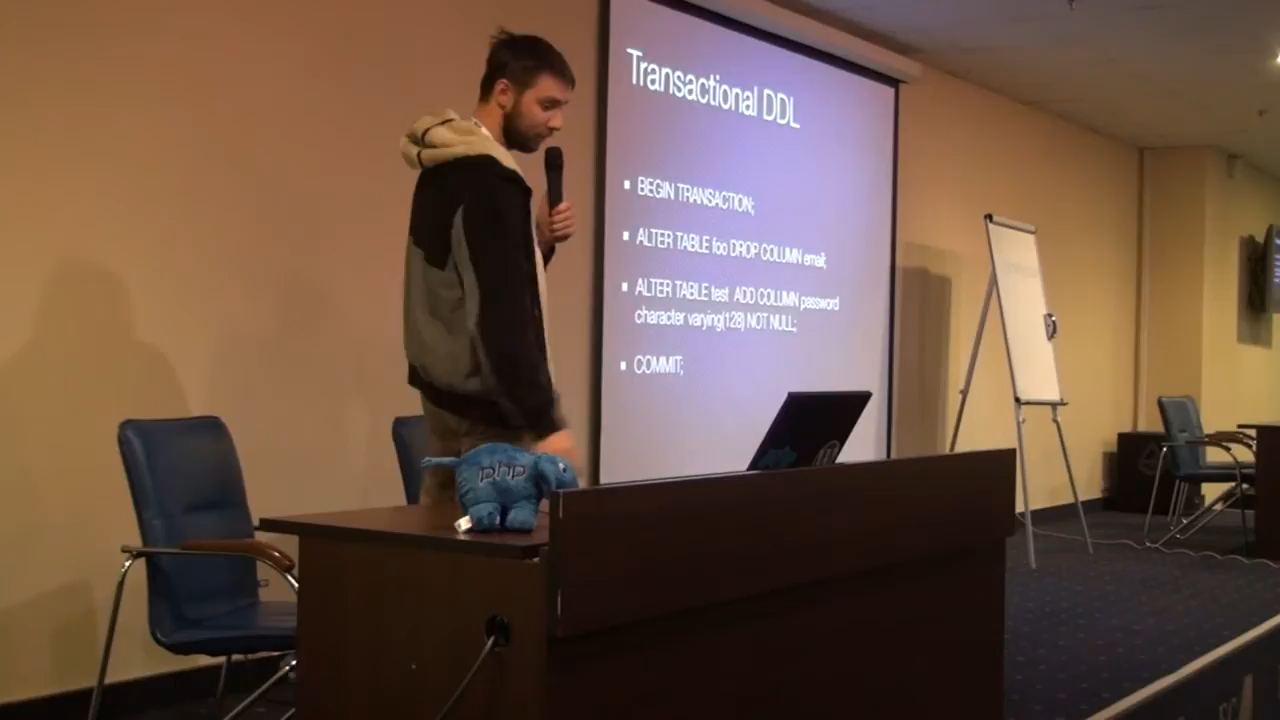 Transactional DDL
BEGIN TRANSACTION;
ALTER TABLE foo DROP COLUMN email;
ALTER TABLE test ADD COLUMN password
character varying(128) NOT NULL;
COMMIT;
php